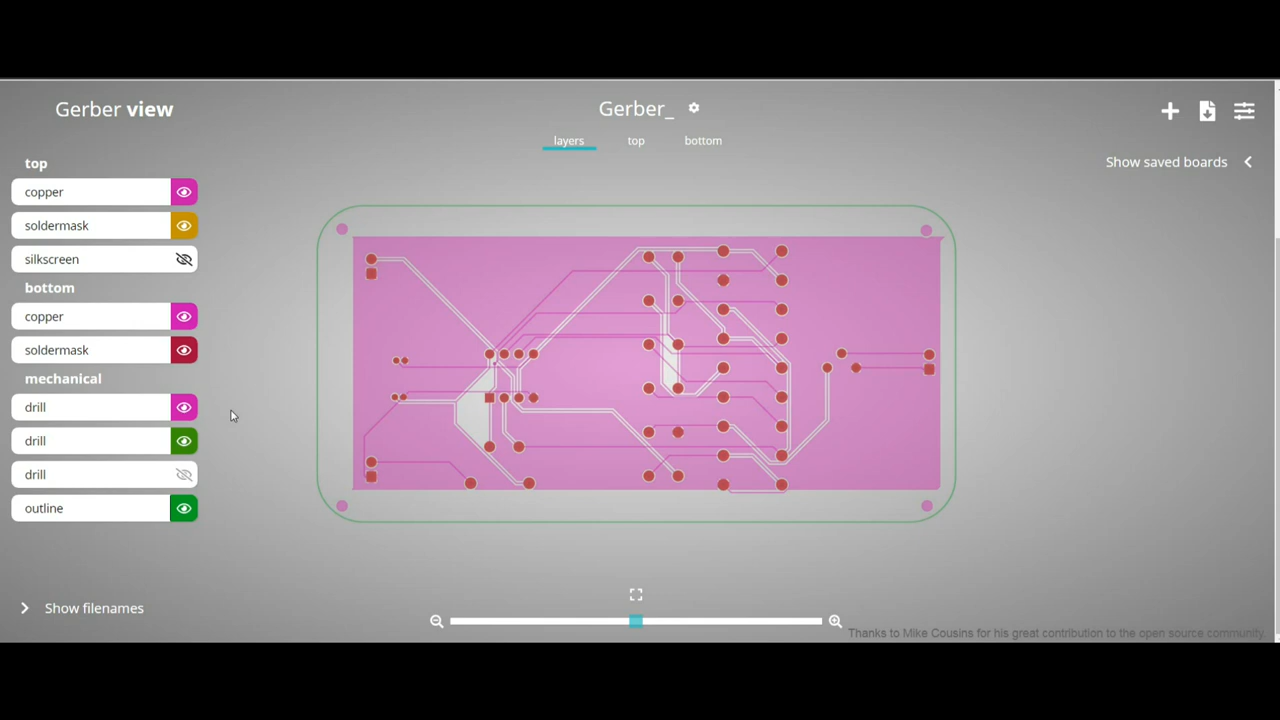 Gerber view
Gerber_
layers
top
bottom
Show saved boards
top
copper
soldermask
silkscreen
bottom
copper
soldermask
mechanical
drill
drill
drill
outline
Show filenames
Thanks to Mike Cousins for his great contribution to the open source community.